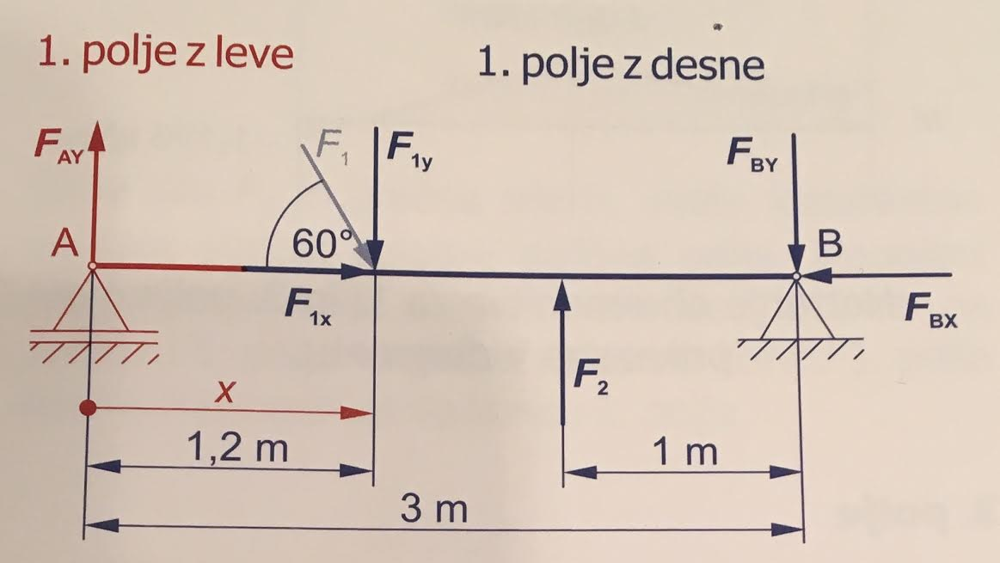 1. polje z leve
1. polje z desne
FAY
F1
F1y
FBY
A
60°
B
F1x
FBX
F2
x
1,2 m
1 m
3 m